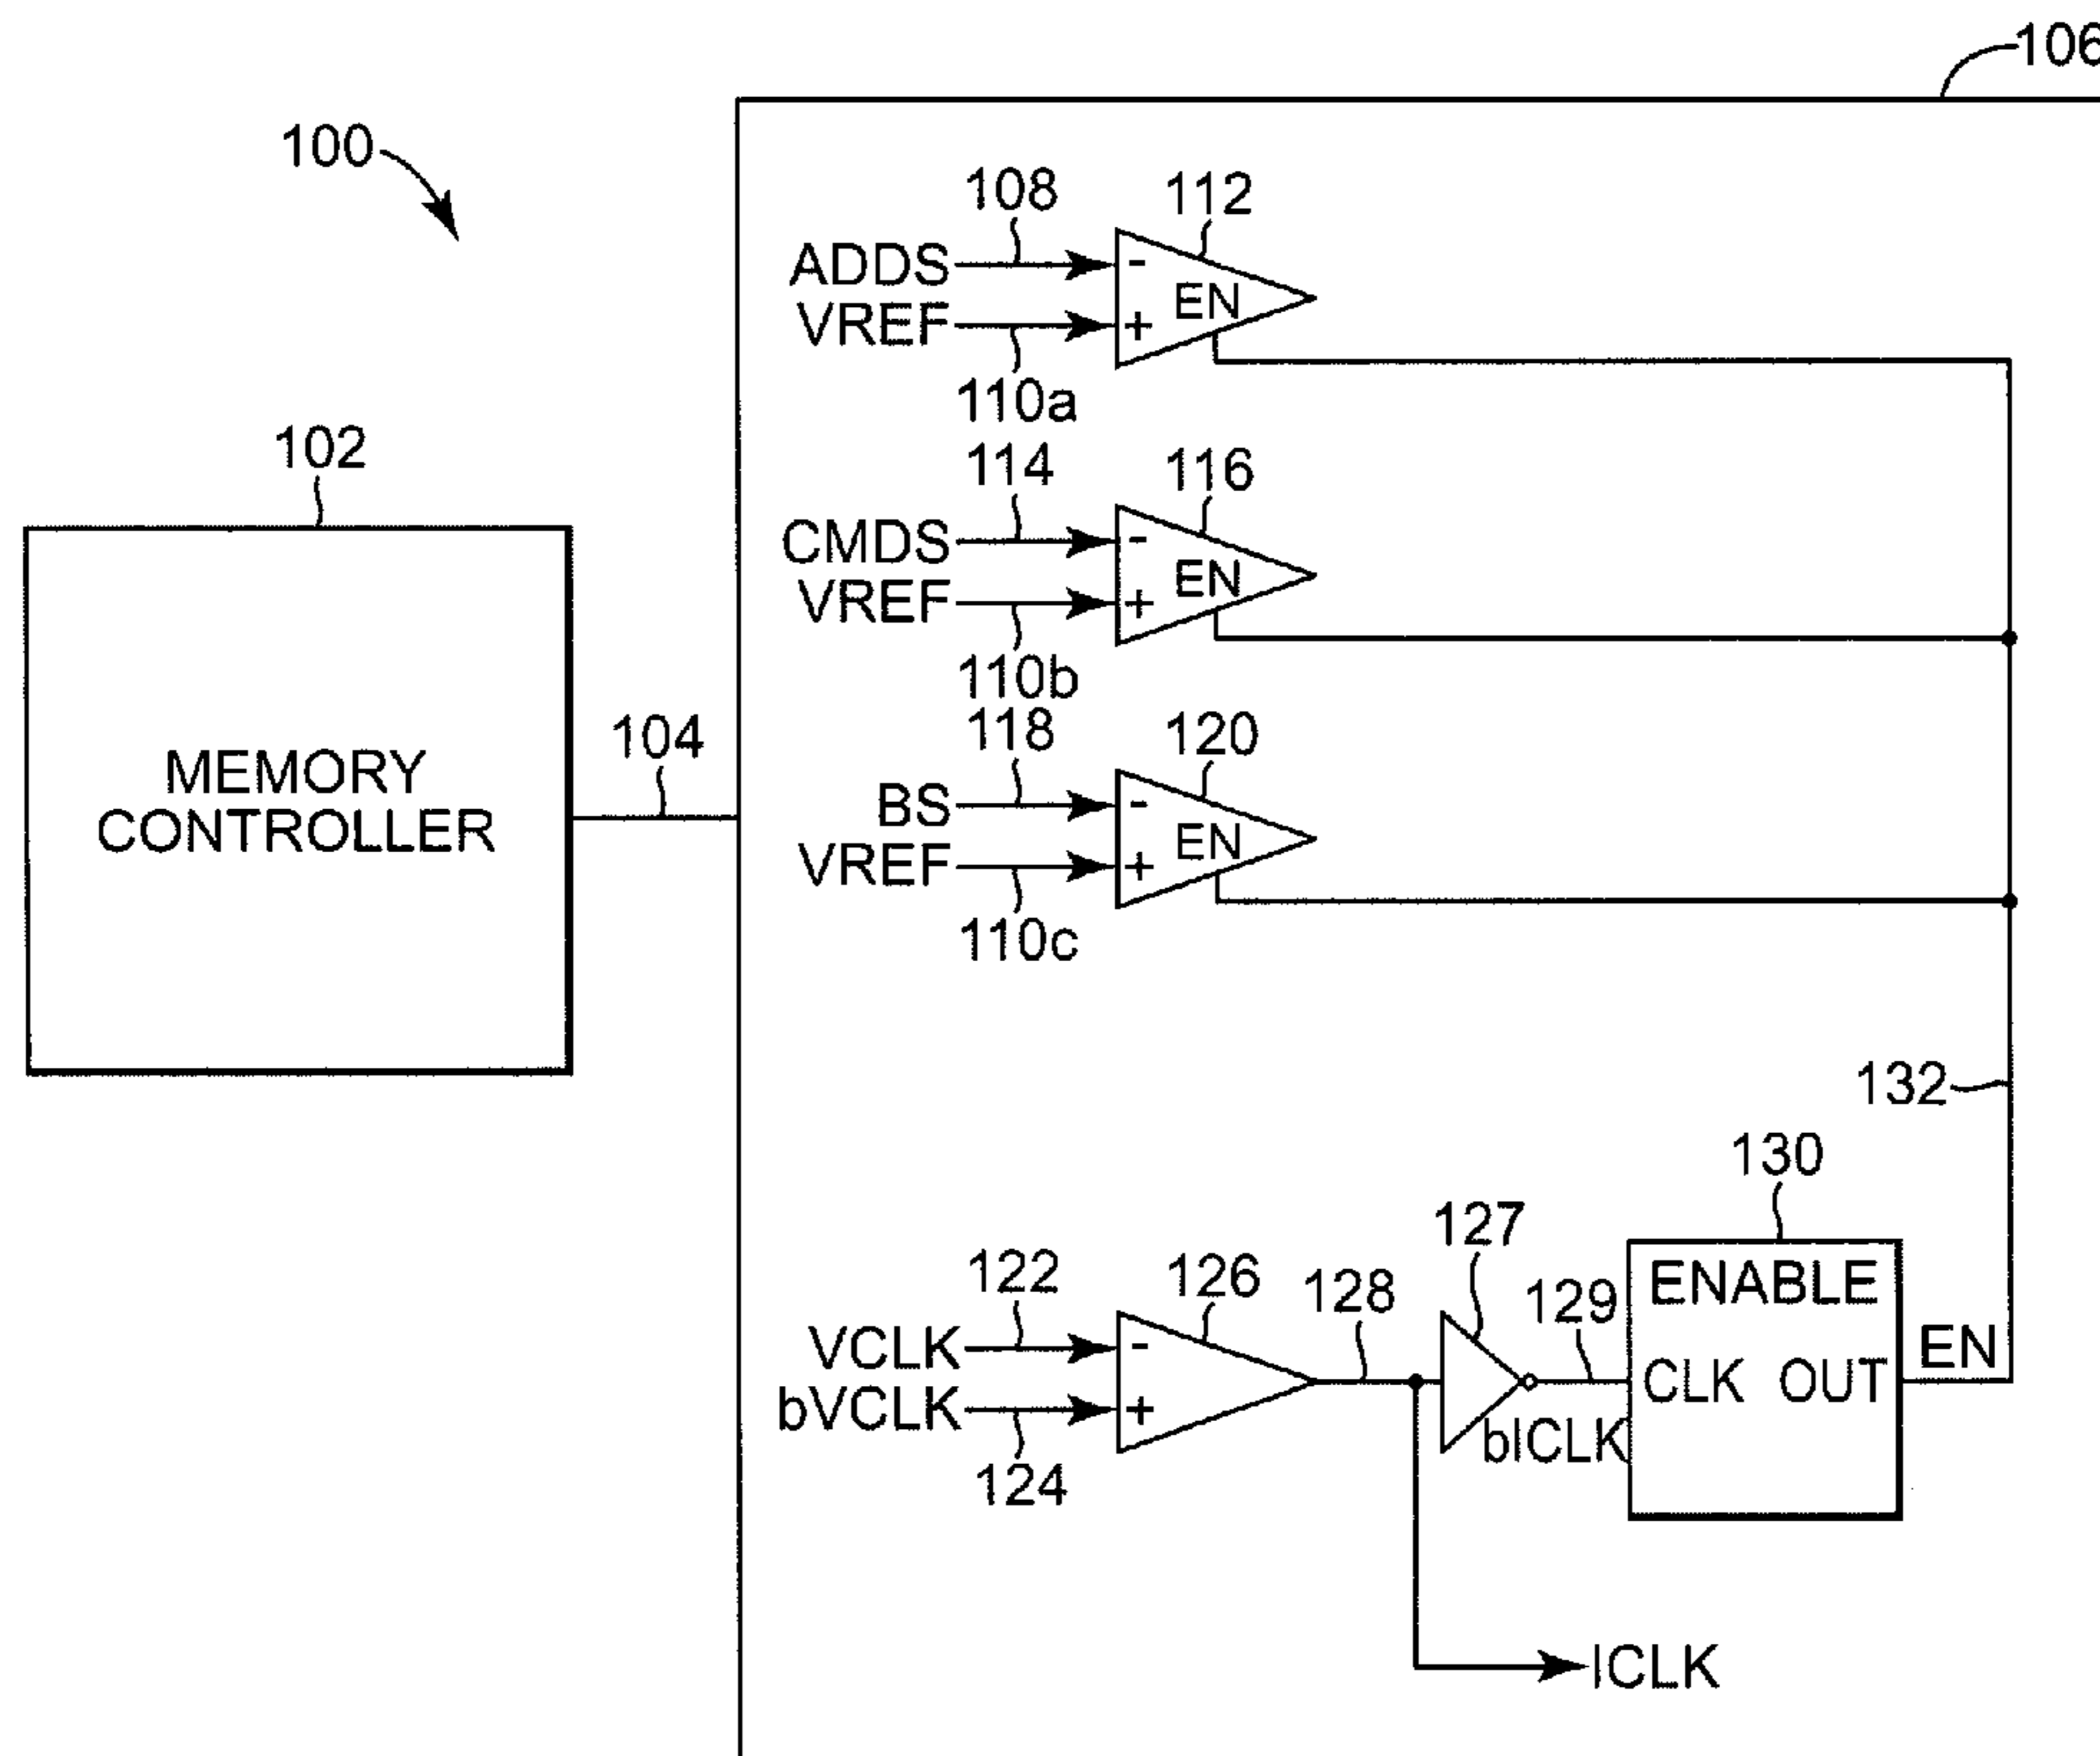 106
100
108
112
ADDS
-
EN
VREF
+
110a
102
114
116
CMDS
-
EN
VREF
+
110b
118
120
104
MEMORY
CONTROLLER
BS
-
EN
VREF
+
110c
132
130
122
126
128
127
129
ENABLE
VCLK
-
CLK OUT
EN
bVCLK
+
bICLK
124
ICLK